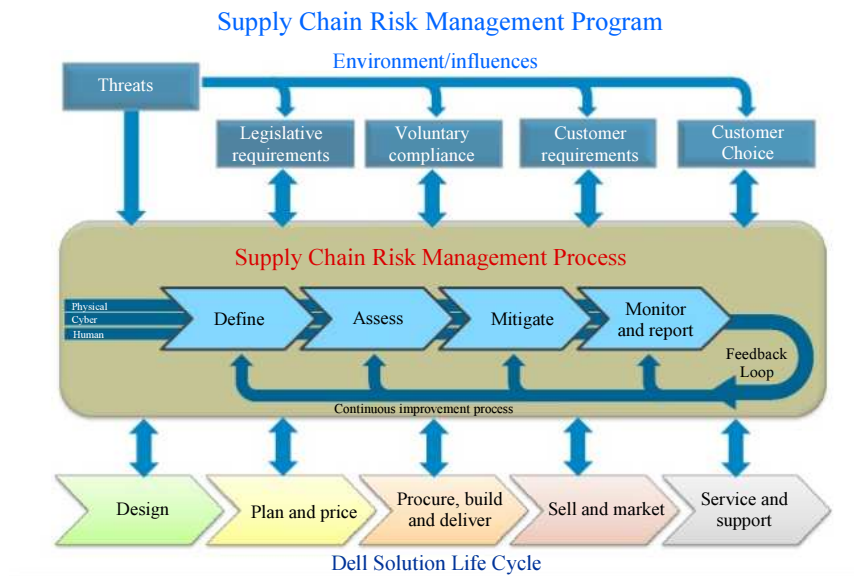 Supply Chain Risk Management Program
Environment/influences
Threats
Legislative
requirements
Voluntary
compliance
Customer
requirements
Customer
Choice
Supply Chain Risk Management Process
Physical
Cyber
Human
Define
Assess
Mitigate
Monitor
and report
Feedback
Loop
Continuous improvement process
Design
Plan and price
Procure, build
and deliver
Sell and market
Service and
support
Dell Solution Life Cycle